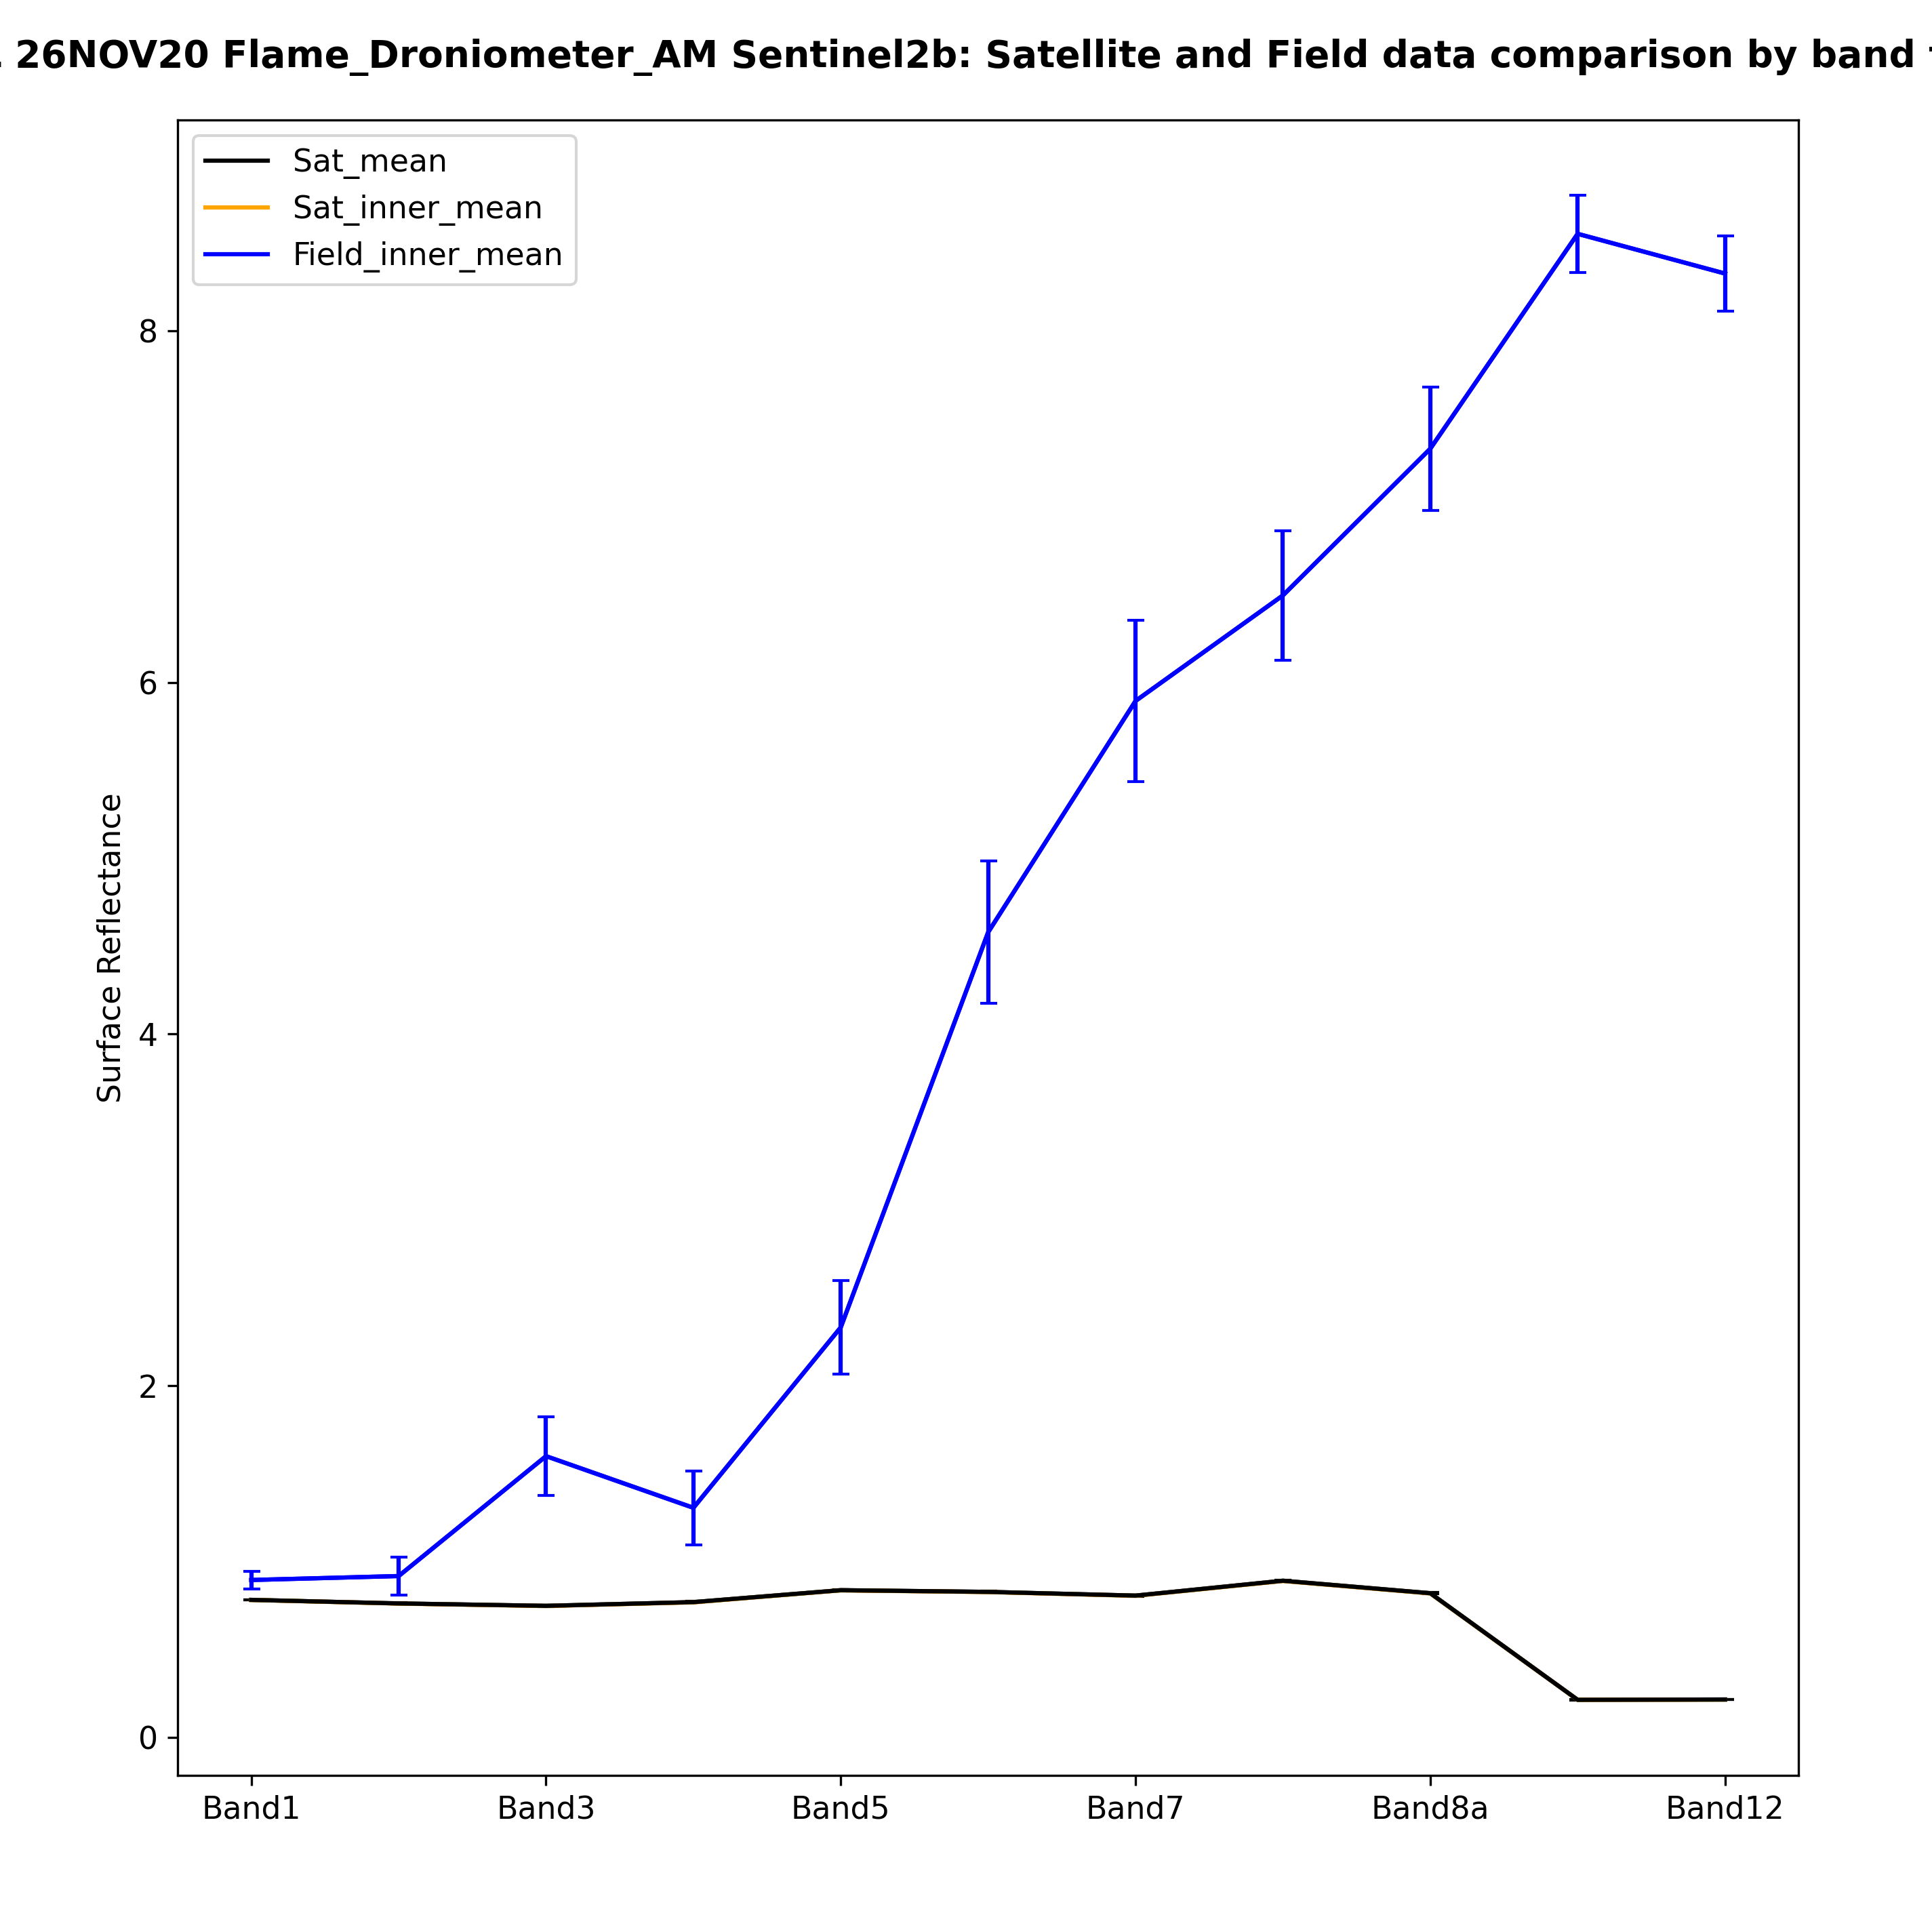 26NOV20 Flame_Droniometer_AM Sentinel2b: Satellite and Field data comparison by band
Sat_mean
Sat_inner_mean
Field_inner_mean
8
6
4
2
0
Surface Reflectance
Band1 Band3 Band5 Band7 Band8a Band12